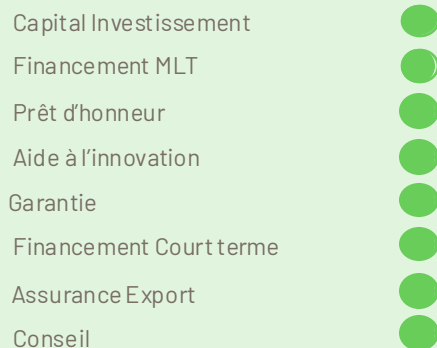 Capital Investissement
Financement MLT
Prêt d’honneur
Aide à l’innovation
Garantie
Financement Court terme
Assurance Export
Conseil